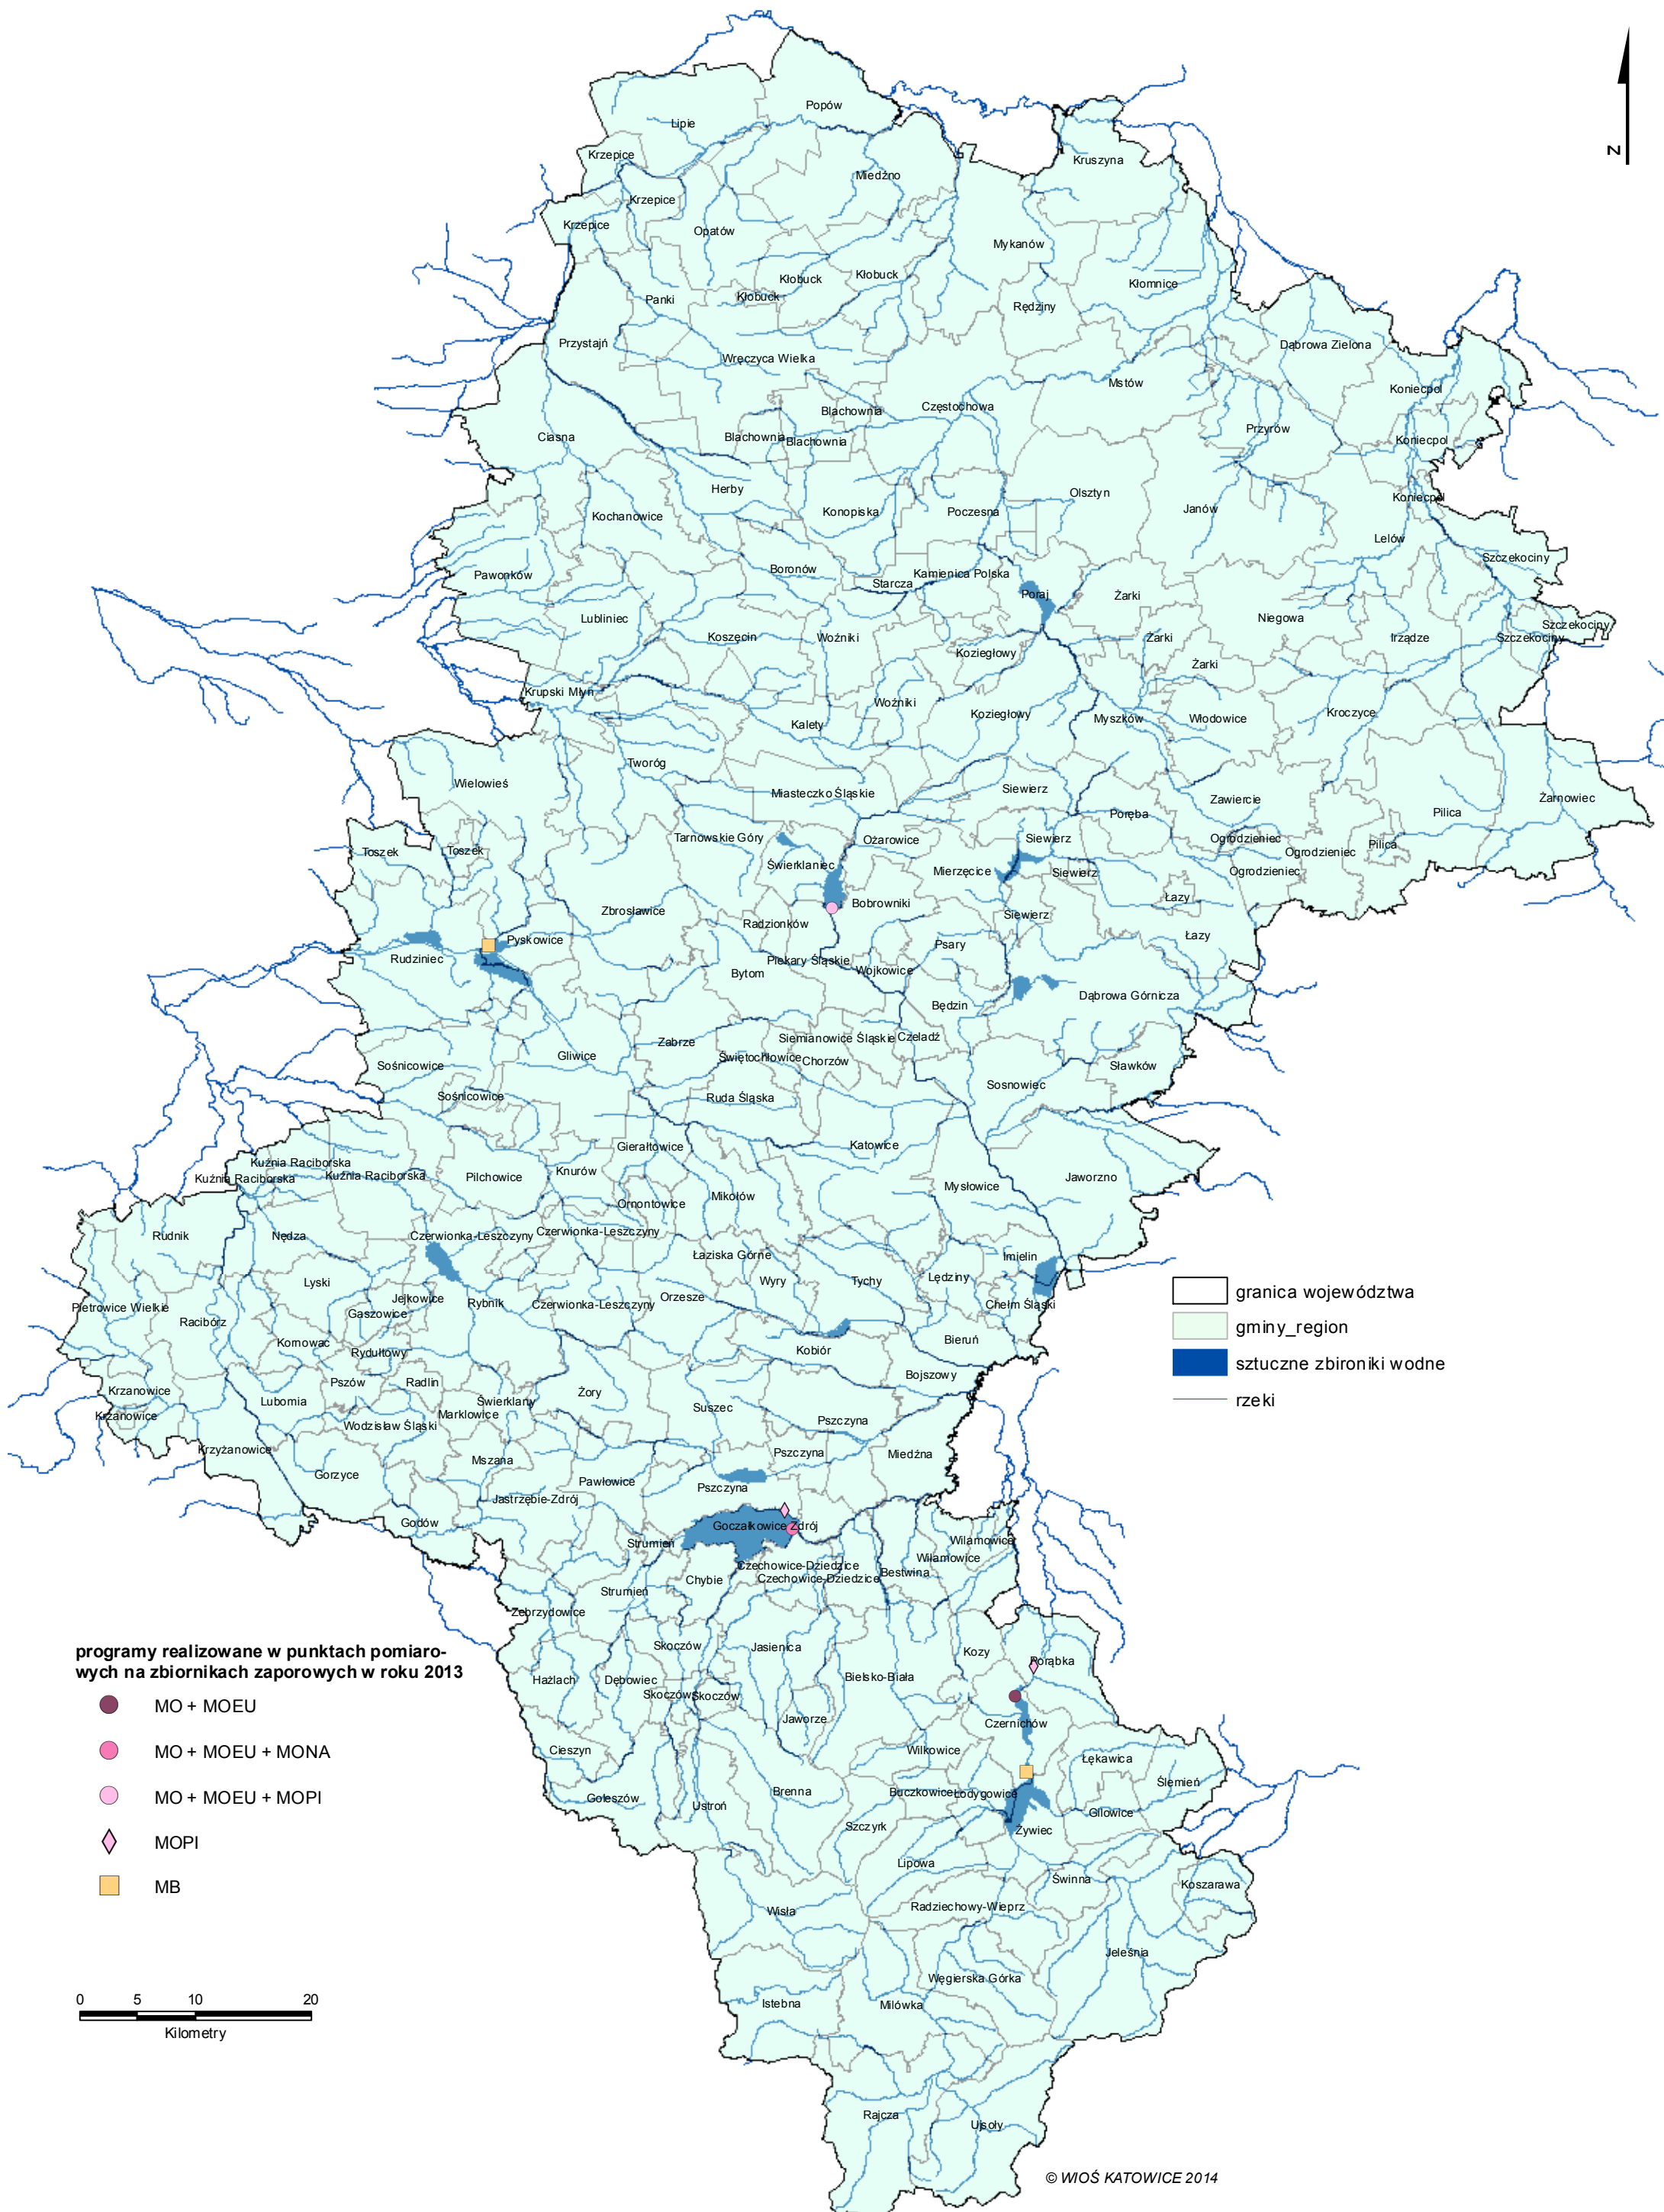 Popów
Lipie
Krzepice
Kruszyna
Miedźno
Krzepice
Krzepice
Opatów
Mykanów
Kłobuck
Kłobuck
Kłomnice
Kłobuck
Panki
Rędziny
Przystajń
Dąbrowa Zielona
Wręczyca Wielka
Mstów
Koniecpol
Częstochowa
Blachownia
Przyrów
Ciasna
Blachownia
Blachownia
Koniecpol
Herby
Olsztyn
Koniecpol
Kochanowice
Konopiska
Poczesna
Janów
Lelów
Szczekociny
Pawonków
Boronów
Kamienica Polska
Starcza
Poraj
Żarki
Lubliniec
Niegowa
Szczekociny
Koszęcin
Woźniki
Żarki
Irządze
Szczekociny
Koziegłowy
Żarki
Krupski Młyn
Woźniki
Koziegłowy
Myszków
Włodowice
Kroczyce
Kalety
Tworóg
Wielowieś
Miasteczko Śląskie
Siewierz
Zawiercie
Żarnowiec
Poręba
Pilica
Tarnowskie Góry
Ożarowice
Siewierz
Ogrodzieniec
Pilica
Toszek
Toszek
Ogrodzieniec
Świerklaniec
Mierzęcice
Siewierz
Ogrodzieniec
Łazy
Bobrowniki
Zbrosławice
Siewierz
Radzionków
Łazy
Pyskowice
Psary
Rudziniec
Piekary Śląskie
Wojkowice
Bytom
Będzin
Dąbrowa Górnicza
Zabrze
Siemianowice Śląskie
Czeladź
Gliwice
Świętochłowice
Chorzów
Sośnicowice
Sławków
Sosnowiec
Sośnicowice
Ruda Śląska
Gierałtowice
Katowice
Kuźnia Raciborska
Kuźnia Raciborska
Kuźnia Raciborska
Pilchowice
Knurów
Jaworzno
Mysłowice
Mikołów
Ornontowice
Rudnik
Nędza
Czerwionka-Leszczyny
Czerwionka-Leszczyny
Łaziska Górne
Imielin
Lyski
Wyry
Tychy
Lędziny
Jejkowice
Rybnik
Czerwionka-Leszczyny
Orzesze
Chełm Śląski
Pietrowice Wielkie
Gaszowice
Racibórz
Kornowac
Bieruń
Rydułtowy
Kobiór
Bojszowy
Krzanowice
Pszów
Radlin
Żory
Lubomia
Świerklany
Suszec
Krzanowice
Marklowice
Wodzisław Śląski
Pszczyna
Krzyżanowice
Mszana
Pszczyna
Miedźna
Gorzyce
Pawłowice
Pszczyna
Jastrzębie-Zdrój
Godów
Goczałkowice Zdrój
Strumień
Wilamowice
Wilamowice
Czechowice-Dziedzice
Czechowice-Dziedzice
Bestwina
Chybie
Strumień
Zebrzydowice
Skoczów
Jasienica
Kozy
Porąbka
Hażlach
Dębowiec
Bielsko-Biała
Skoczów
Skoczów
Jaworze
Czernichów
Cieszyn
Wilkowice
Łękawica
Ślemień
Goleszów
Ustroń
Brenna
Buczkowice
Łodygowice
Gilowice
Szczyrk
Żywiec
Lipowa
Świnna
Koszarawa
Radziechowy-Wieprz
Wisła
Jeleśnia
Węgierska Górka
Istebna
Milówka
Rajcza
Ujsoły
N
granica województwa
gminy_region
sztuczne zbironiki wodne
rzeki
programy realizowane w punktach pomiaro-
wych na zbiornikach zaporowych w roku 2013
MO + MOEU
MO + MOEU + MONA
MO + MOEU + MOPI
MOPI
MB
0 5 10 20
Kilometry
© WIOŚ KATOWICE 2014